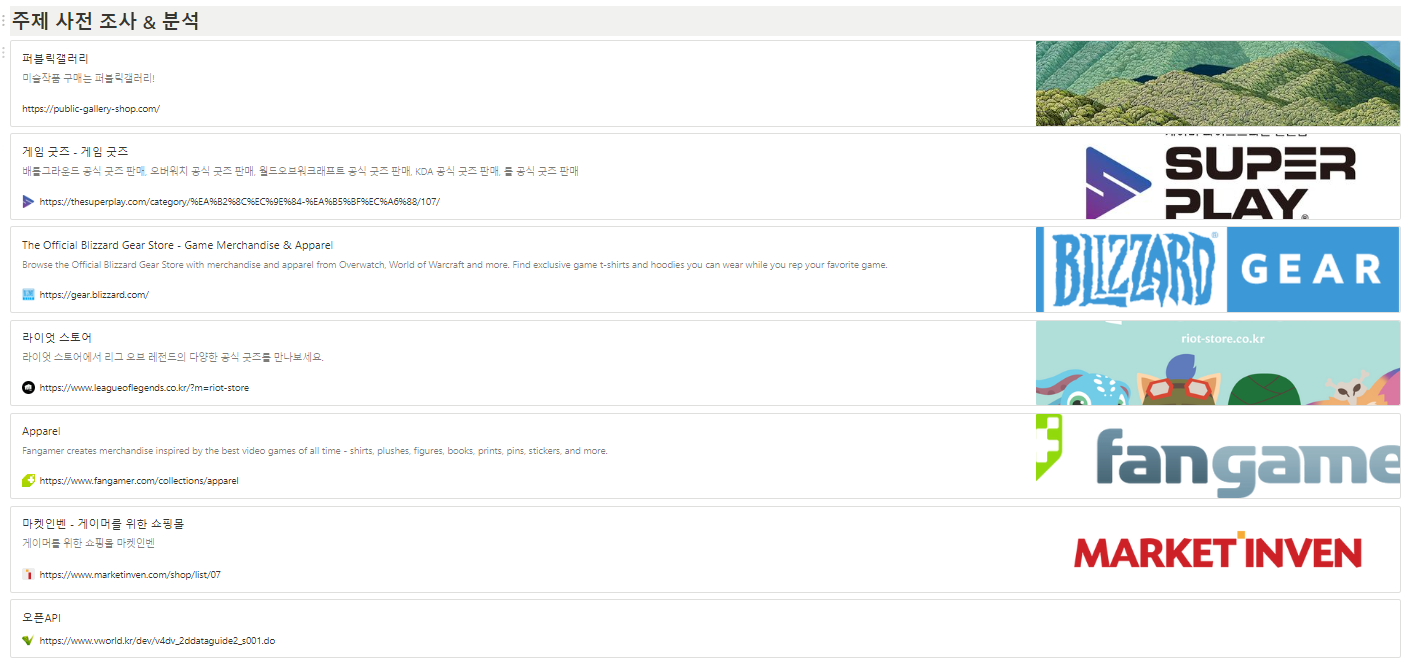 주제 사전 조사 & 분석
퍼블릭갤러리
미술작품 구매는 퍼블릭갤러리!
https://public-gallery-shop.com/
게임 굿즈 - 게임 굿즈
배틀그라운드 공식 굿즈 판매, 오버워치 공식 굿즈 판매, 월드오브워크래프트 공식 굿즈 판매, KDA 공식 굿즈 판매, 롤 공식 굿즈 판매
https://thesuperplay.com/category/%EA%B2%8C%EC%9E%84-%EA%B5%BF%EC%A6%88/107/
SUPER
PLAY®
The Official Blizzard Gear Store - Game Merchandise & Apparel
Browse the Official Blizzard Gear Store with merchandise and apparel from Overwatch, World of Warcraft and more. Find exclusive game t-shirts and hoodies you can wear while you rep your favorite game.
https://gear.blizzard.com/
BLIZZARD® GEAR
라이엇 스토어
라이엇 스토어에서 리그 오브 레전드의 다양한 공식 굿즈를 만나보세요.
https://www.leagueoflegends.co.kr/?m=riot-store
riot-store.co.kr
Apparel
Fangamer creates merchandise inspired by the best video games of all time - shirts, plushes, figures, books, prints, pins, stickers, and more.
https://www.fangamer.com/collections/apparel
fangame
마켓인벤 - 게이머를 위한 쇼핑몰
게이머를 위한 쇼핑몰 마켓인벤
https://www.marketinven.com/shop/list/07
MARKET INVEN
오픈API
https://www.vworld.kr/dev/v4dv_2ddataguide2_s001.do